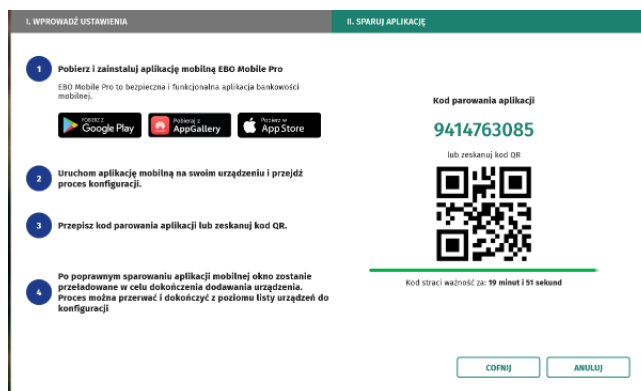 I. WPROWADŹ USTAWIENIA
II. SPARUJ APLIKACJĘ
1
Pobierz i zainstaluj aplikację mobilną EBO Mobile Pro
EBO Mobile Pro to bezpieczna i funkcjonalna aplikacja bankowości
mobilnej.
POBIERZ Z
Google Play
Pobieraj z
AppGallery
Pobierz w
App Store
2
Uruchom aplikację mobilną na swoim urządzeniu i przejdź
proces konfiguracji.
3
Przepisz kod parowania aplikacji lub zeskanuj kod QR.
4
Po poprawnym sparowaniu aplikacji mobilnej okno zostanie
przeładowane w celu dokończenia dodawania urządzenia.
Proces można przerwać i dokończyć z poziomu listy urządzeń do
konfiguracji
Kod parowania aplikacji
9414763085
lub zeskanuj kod QR
Kod straci ważność za: 19 minut i 51 sekund
COFNIJ
ANULUJ